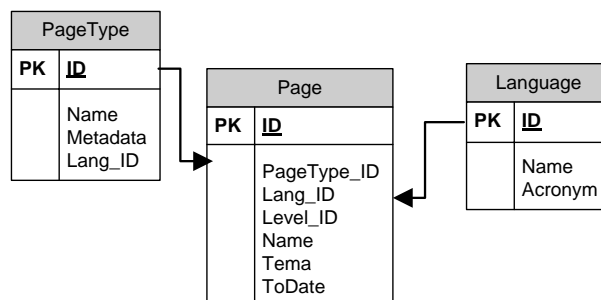 PageType
PK ID
Name
Metadata
Lang_ID
Page
PK ID
PageType_ID
Lang_ID
Level_ID
Name
Tema
ToDate
Language
PK ID
Name
Acronym